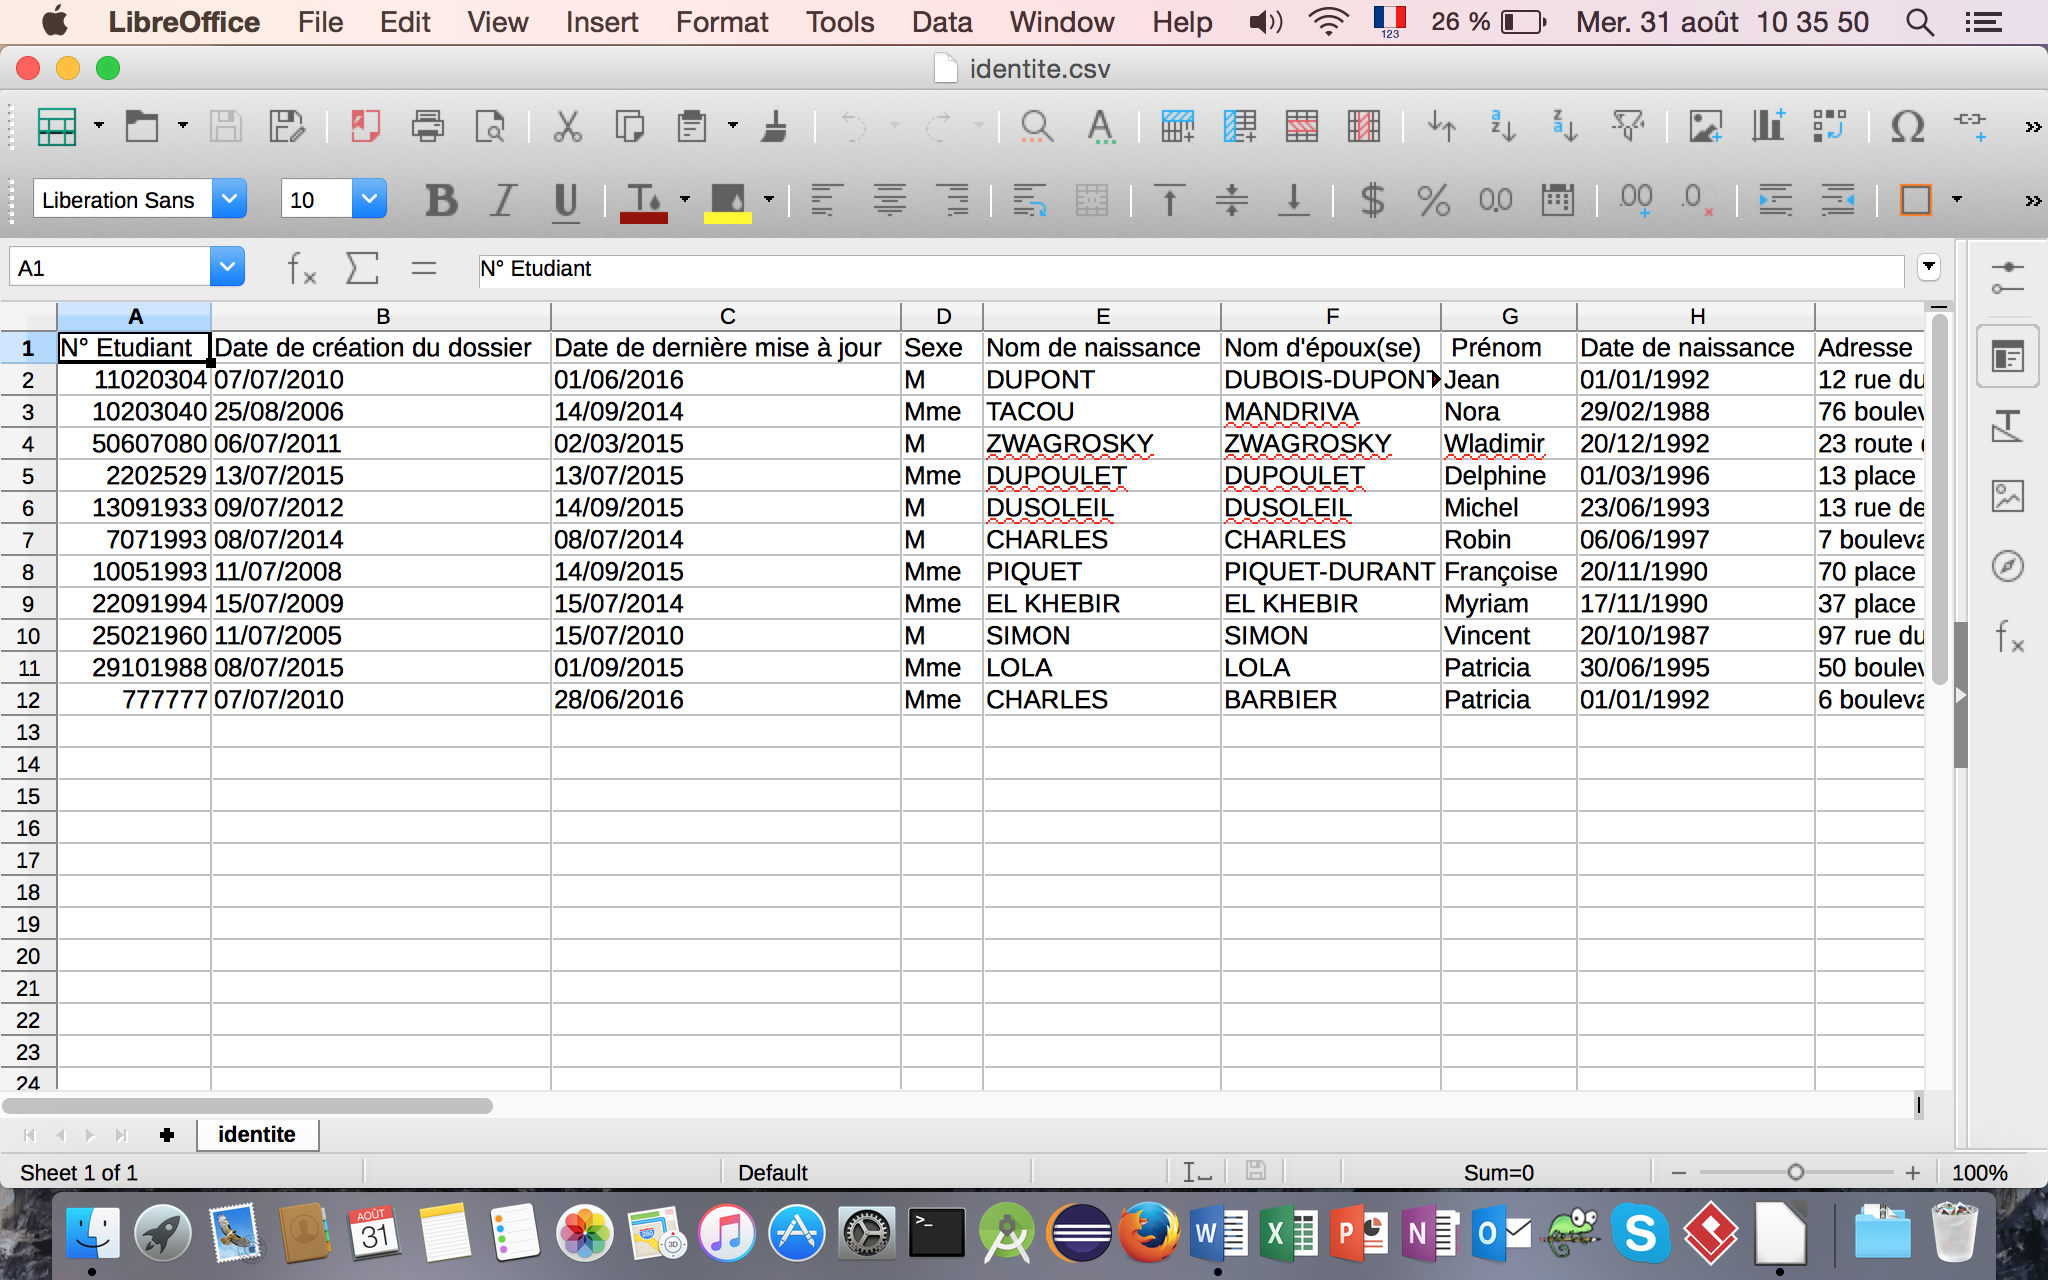 LibreOffice File Edit View Insert Format Tools Data Window Help 123 26 % Mer. 31 août 10 35 50
identite.csv
Liberation Sans 10
A1 N° Etudiant
A B C D E F G H
1 N° Etudiant Date de création du dossier Date de dernière mise à jour Sexe Nom de naissance Nom d'époux(se) Prénom Date de naissance Adresse
2 11020304 07/07/2010 01/06/2016 M DUPONT DUBOIS-DUPONT Jean 01/01/1992 12 rue du
3 10203040 25/08/2006 14/09/2014 Mme TACOU MANDRIVA Nora 29/02/1988 76 boulev
4 50607080 06/07/2011 02/03/2015 M ZWAGROSKY ZWAGROSKY Wladimir 20/12/1992 23 route
5 2202529 13/07/2015 13/07/2015 Mme DUPOULET DUPOULET Delphine 01/03/1996 13 place
6 13091933 09/07/2012 14/09/2015 M DUSOLEIL DUSOLEIL Michel 23/06/1993 13 rue de
7 7071993 08/07/2014 08/07/2014 M CHARLES CHARLES Robin 06/06/1997 7 bouleva
8 10051993 11/07/2008 14/09/2015 Mme PIQUET PIQUET-DURANT Françoise 20/11/1990 70 place
9 22091994 15/07/2009 15/07/2014 Mme EL KHEBIR EL KHEBIR Myriam 17/11/1990 37 place
10 25021960 11/07/2005 15/07/2010 M SIMON SIMON Vincent 20/10/1987 97 rue du
11 29101988 08/07/2015 01/09/2015 Mme LOLA LOLA Patricia 30/06/1995 50 boulev
12 777777 07/07/2010 28/06/2016 Mme CHARLES BARBIER Patricia 01/01/1992 6 bouleva
13
14
15
16
17
18
19
20
21
22
23
24
identite
Sheet 1 of 1 Default Sum=0 100%
AOÛT
31